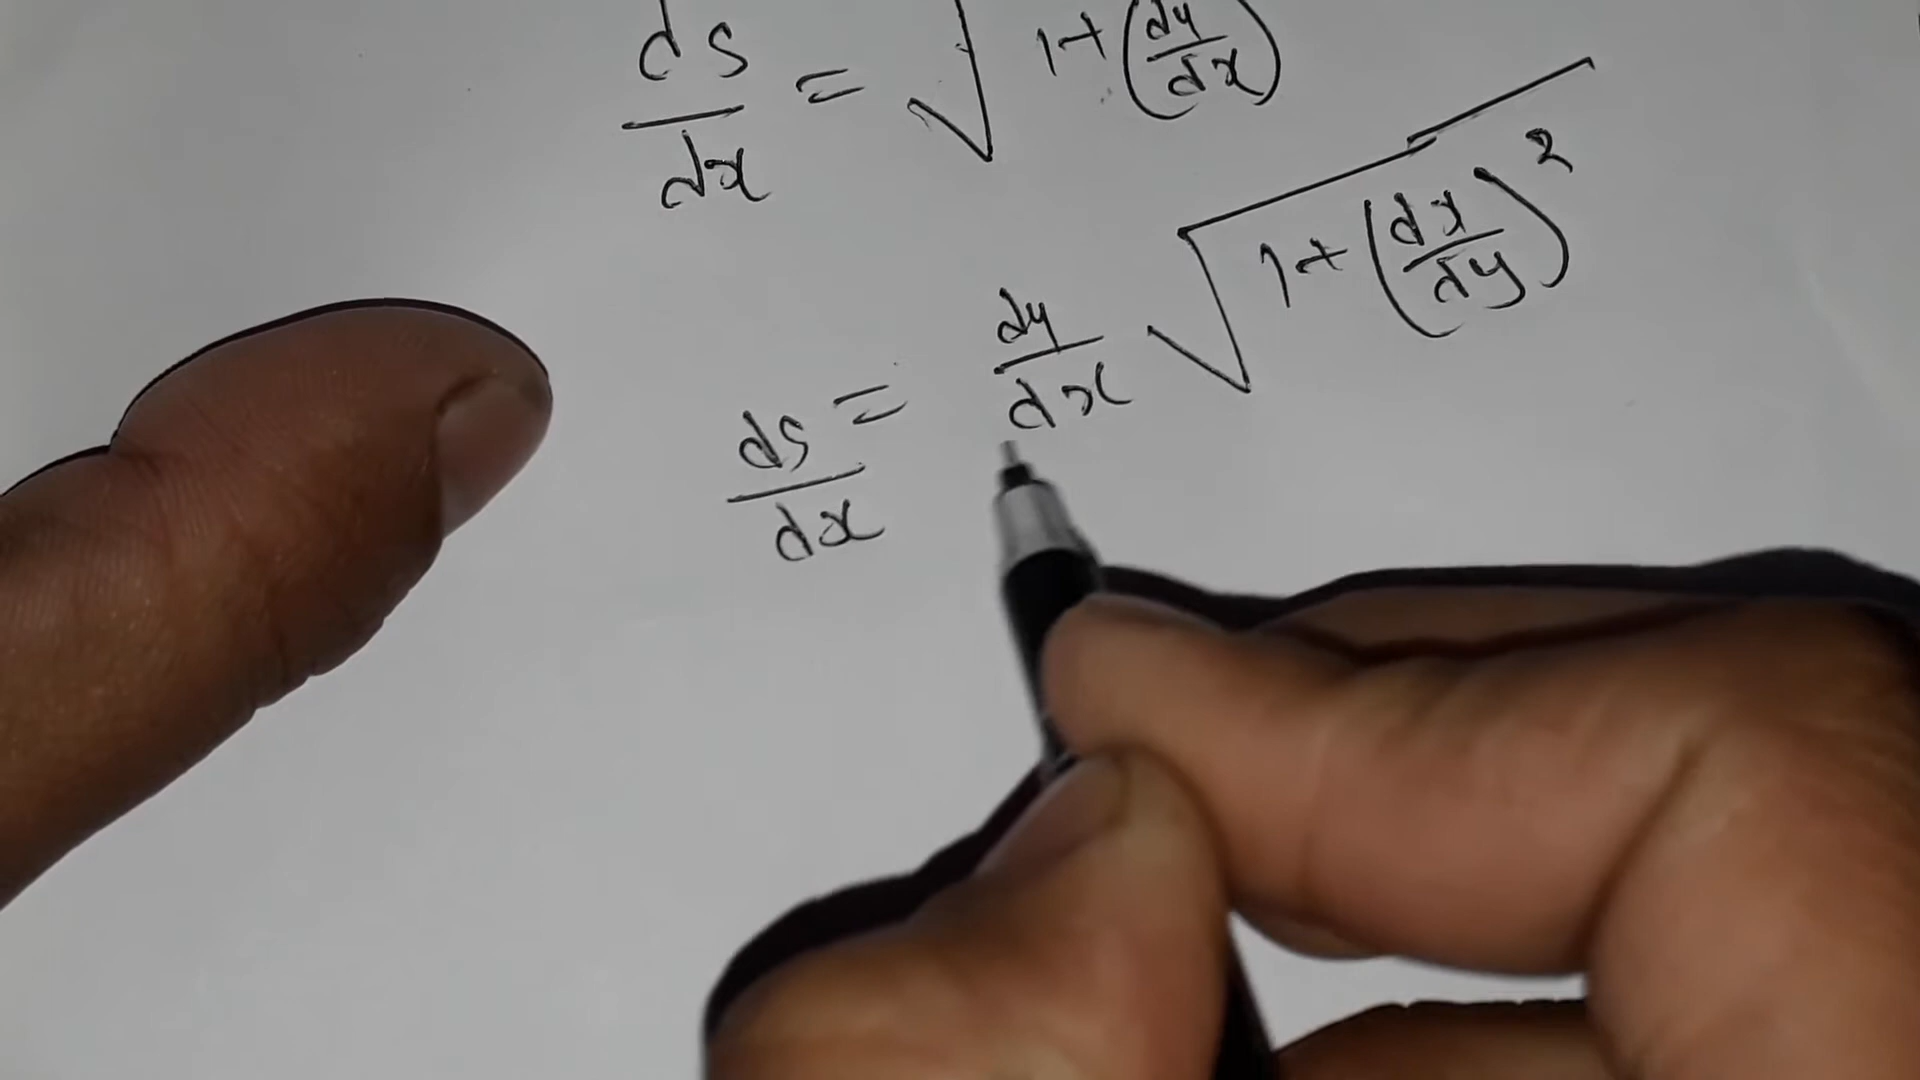 ds/dx = √1+(dy/dx)
ds/dx = dy/dx √1+(dx/dy)²